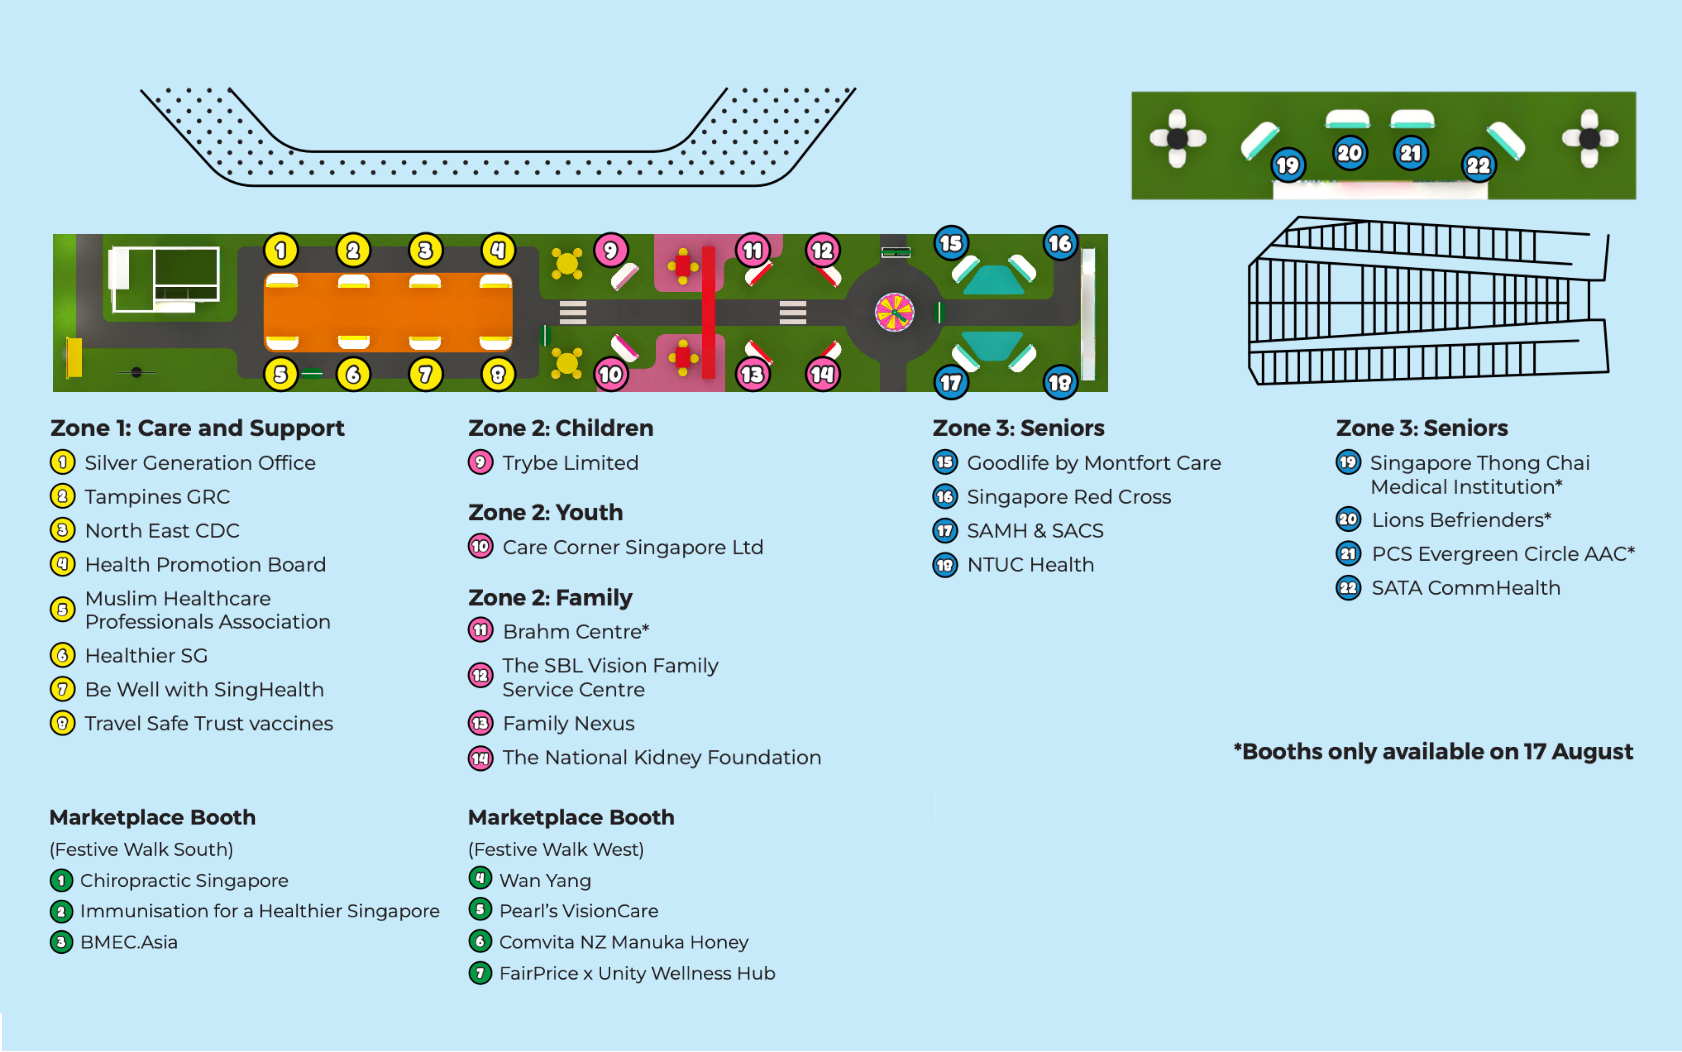 19
20
21
22
1
2
3
4
9
11
12
15
16
5
6
7
8
10
13
14
17
18
Zone 1: Care and Support
1 Silver Generation Office
2 Tampines GRC
3 North East CDC
4 Health Promotion Board
5 Muslim Healthcare
Professionals Association
6 Healthier SG
7 Be Well with SingHealth
8 Travel Safe Trust vaccines
Zone 2: Children
9 Trybe Limited
Zone 2: Youth
10 Care Corner Singapore Ltd
Zone 2: Family
11 Brahm Centre*
12 The SBL Vision Family
Service Centre
13 Family Nexus
14 The National Kidney Foundation
Zone 3: Seniors
15 Goodlife by Montfort Care
16 Singapore Red Cross
17 SAMH & SACS
18 NTUC Health
Zone 3: Seniors
19 Singapore Thong Chai
Medical Institution*
20 Lions Befrienders*
21 PCS Evergreen Circle AAC*
22 SATA CommHealth
*Booths only available on 17 August
Marketplace Booth
(Festive Walk South)
1 Chiropractic Singapore
2 Immunisation for a Healthier Singapore
3 BMEC.Asia
Marketplace Booth
(Festive Walk West)
4 Wan Yang
5 Pearl's VisionCare
6 Comvita NZ Manuka Honey
7 FairPrice x Unity Wellness Hub